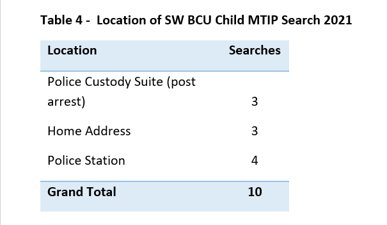 Table 4 - Location of SW BCU Child MTIP Search 2021
Location Searches
Police Custody Suite (post
arrest) 3
Home Address 3
Police Station 4
Grand Total 10